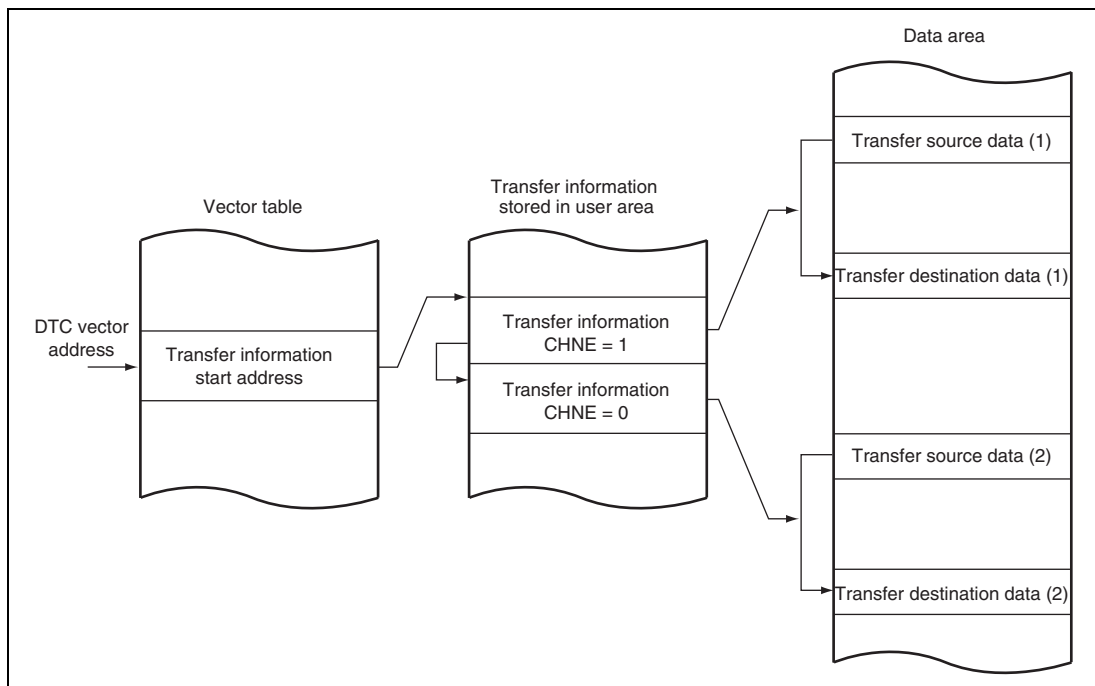 Data area
Transfer source data (1)
Transfer destination data (1)
Transfer source data (2)
Transfer destination data (2)
Transfer information
stored in user area
Transfer information
CHNE = 1
Transfer information
CHNE = 0
Vector table
Transfer information
start address
DTC vector
address